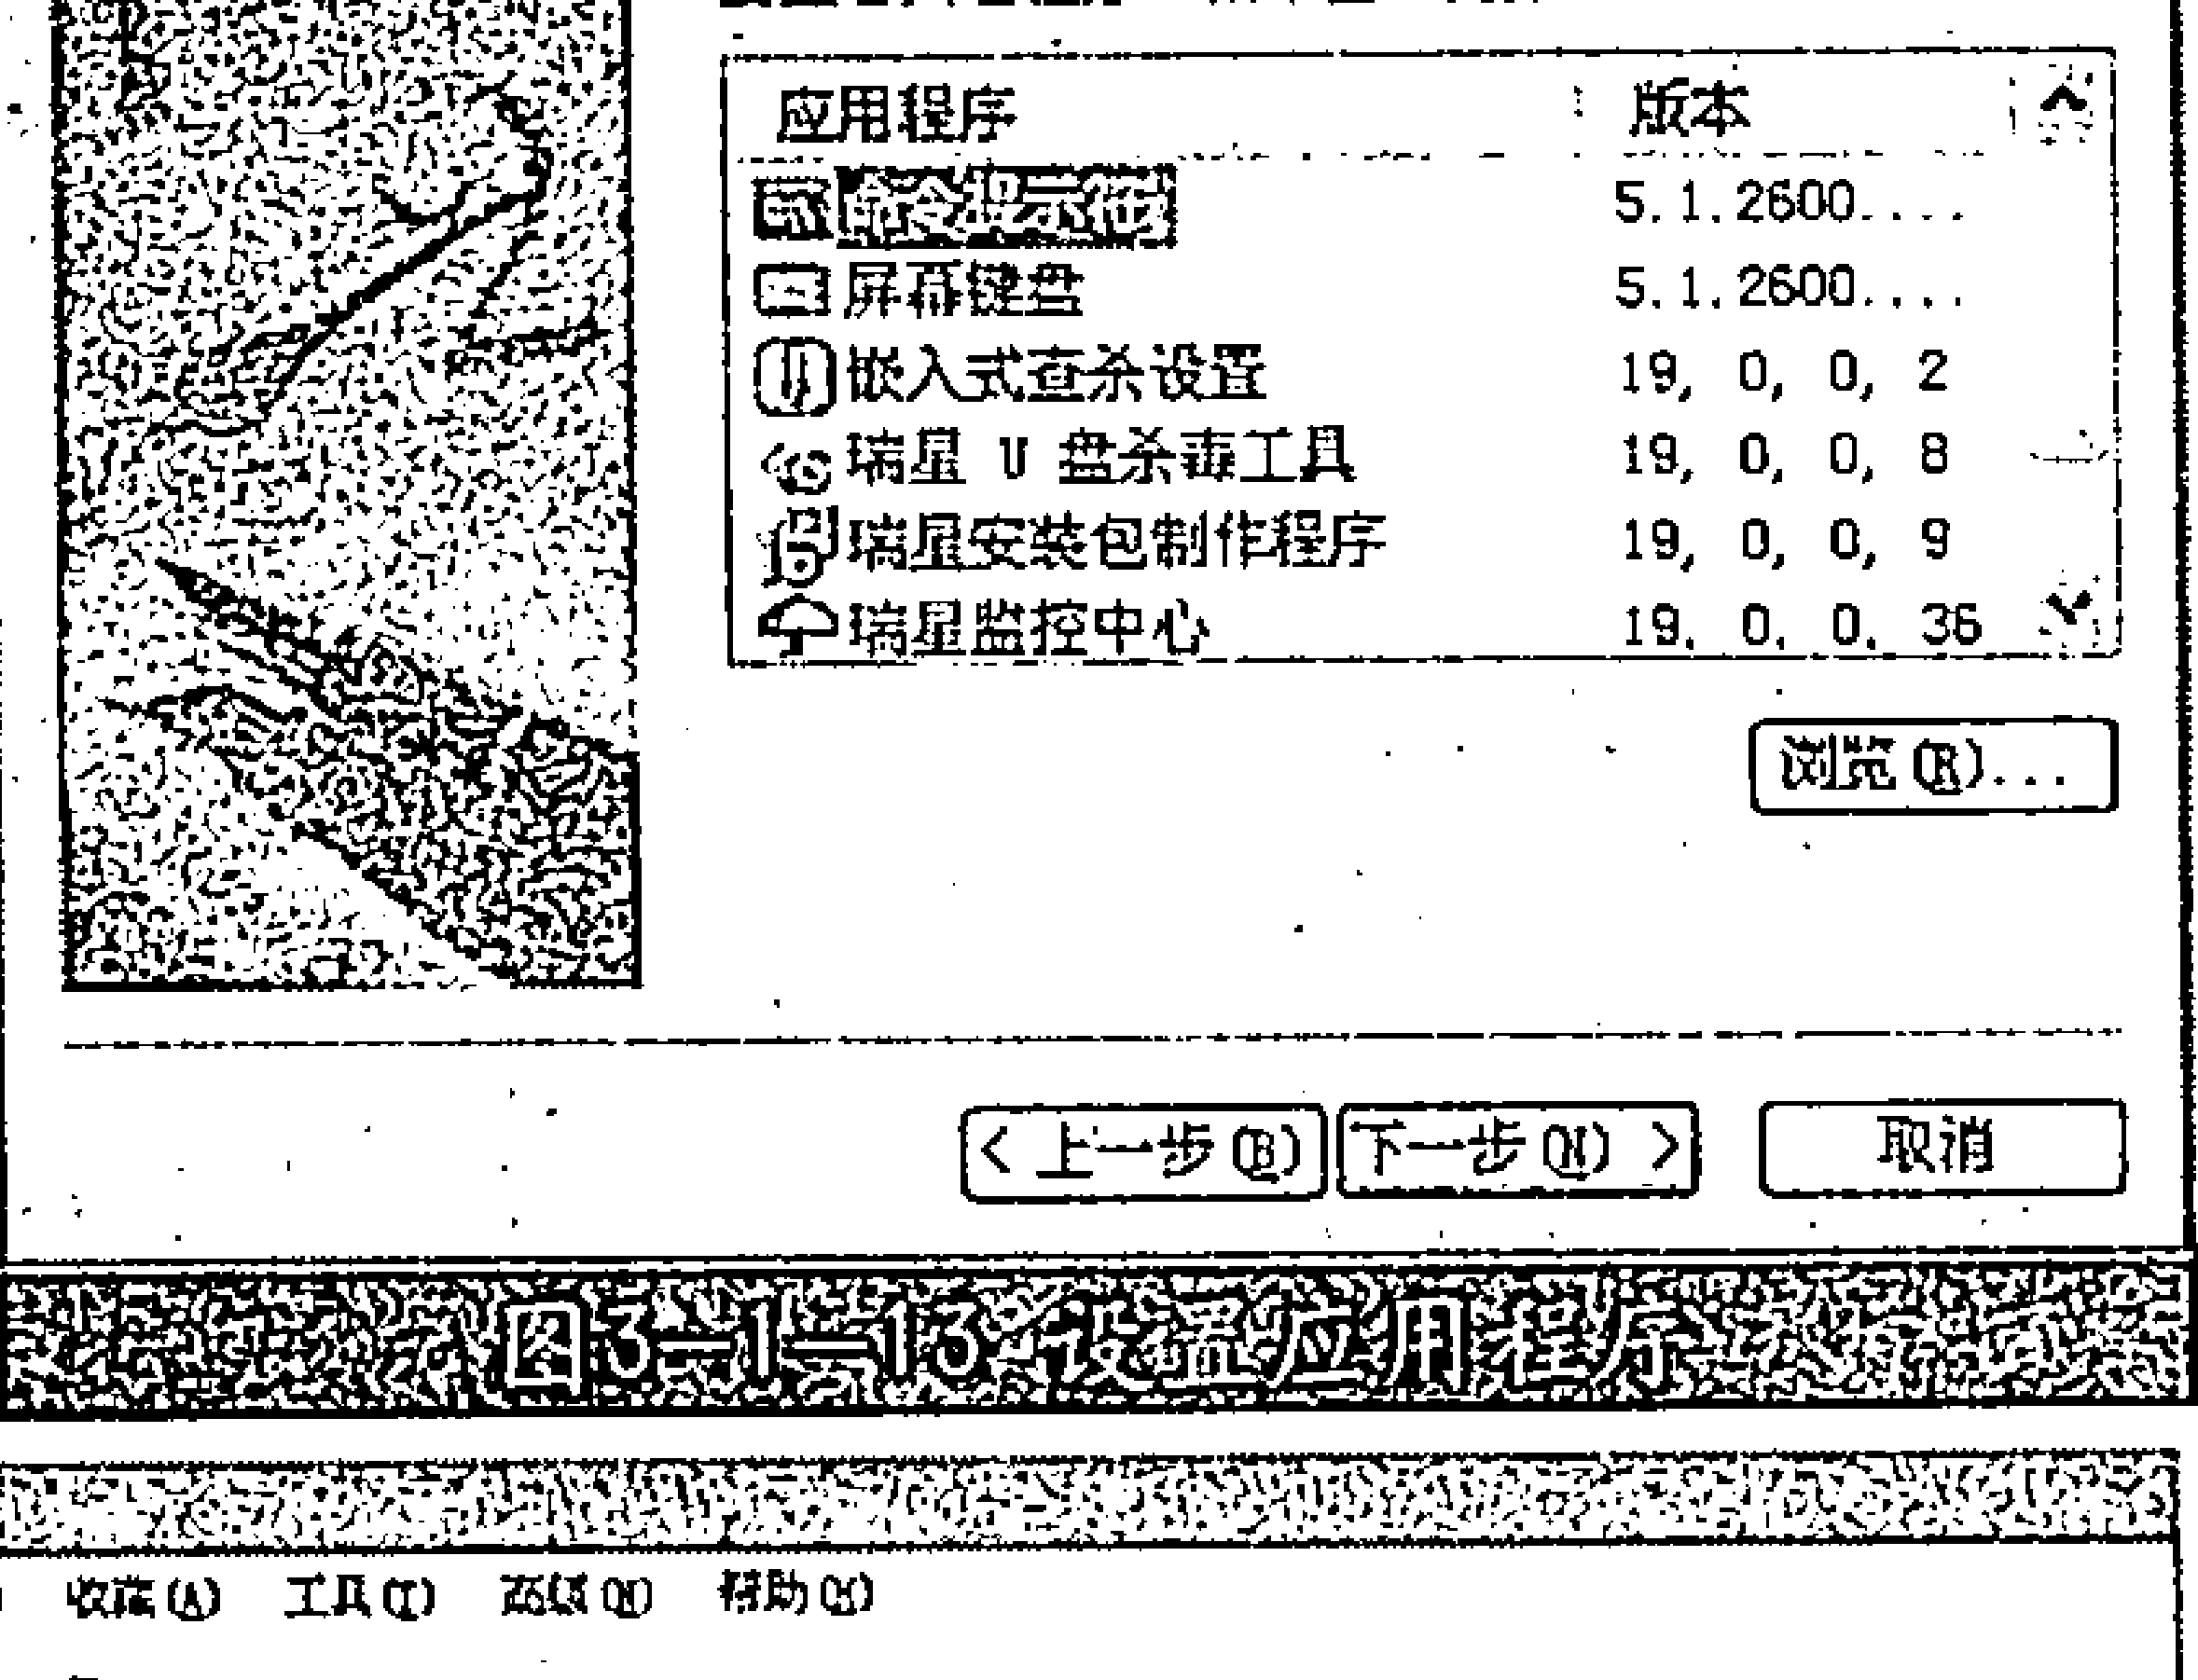 应用程序 版本
命令提示符 5.1.2600....
屏幕键盘 5.1.2600....
嵌入式查杀设置 19, 0, 0, 2
瑞星 U 盘杀毒工具 19, 0, 0, 8
瑞星安装包制作程序 19, 0, 0, 9
瑞星监控中心 19. 0. 0. 36
浏览(R)...
< 上一步(B) 下一步(N) > 取消
图3—1—13 设置应用程序
收藏(A) 工具(T) 帮助(H)